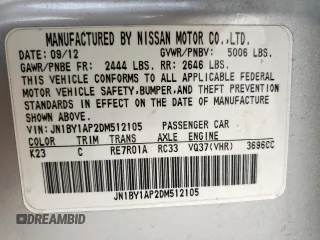 MANUFACTURED BY NISSAN MOTOR CO.,LTD.
DATE: 09/12 GVWR/PNBV: 5006 LBS.
GAWR/PNBE FR: 2444 LBS. RR: 2646 LBS.
THIS VEHICLE CONFORMS TO ALL APPLICABLE FEDERAL
MOTOR VEHICLE SAFETY, BUMPER, AND THEFT PREVENTION
STANDARDS IN EFFECT ON THE DATE OF MANUFACTURE
SHOWN ABOVE.
VIN: JN1BY1AP2DM512105 PASSENGER CAR
COLOR TRIM TRANS AXLE ENGINE
K23 C RE7R01A RC33 VQ37(VHR) 3696CC
JN1BY1AP2DM512105